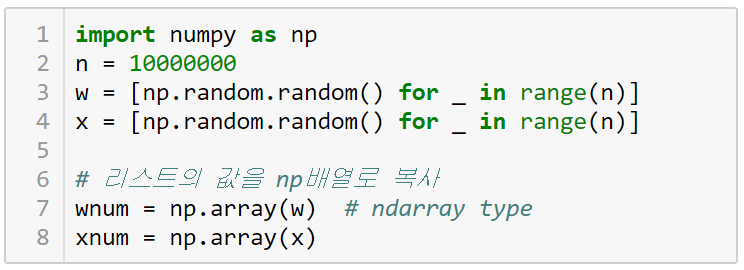 1 import numpy as np
2 n = 10000000
3 w = [np.random.random() for _ in range(n)]
4 x = [np.random.random() for _ in range(n)]
5
6 # 리스트의 값을 np배열로 복사
7 wnum = np.array(w)  # ndarray type
8 xnum = np.array(x)